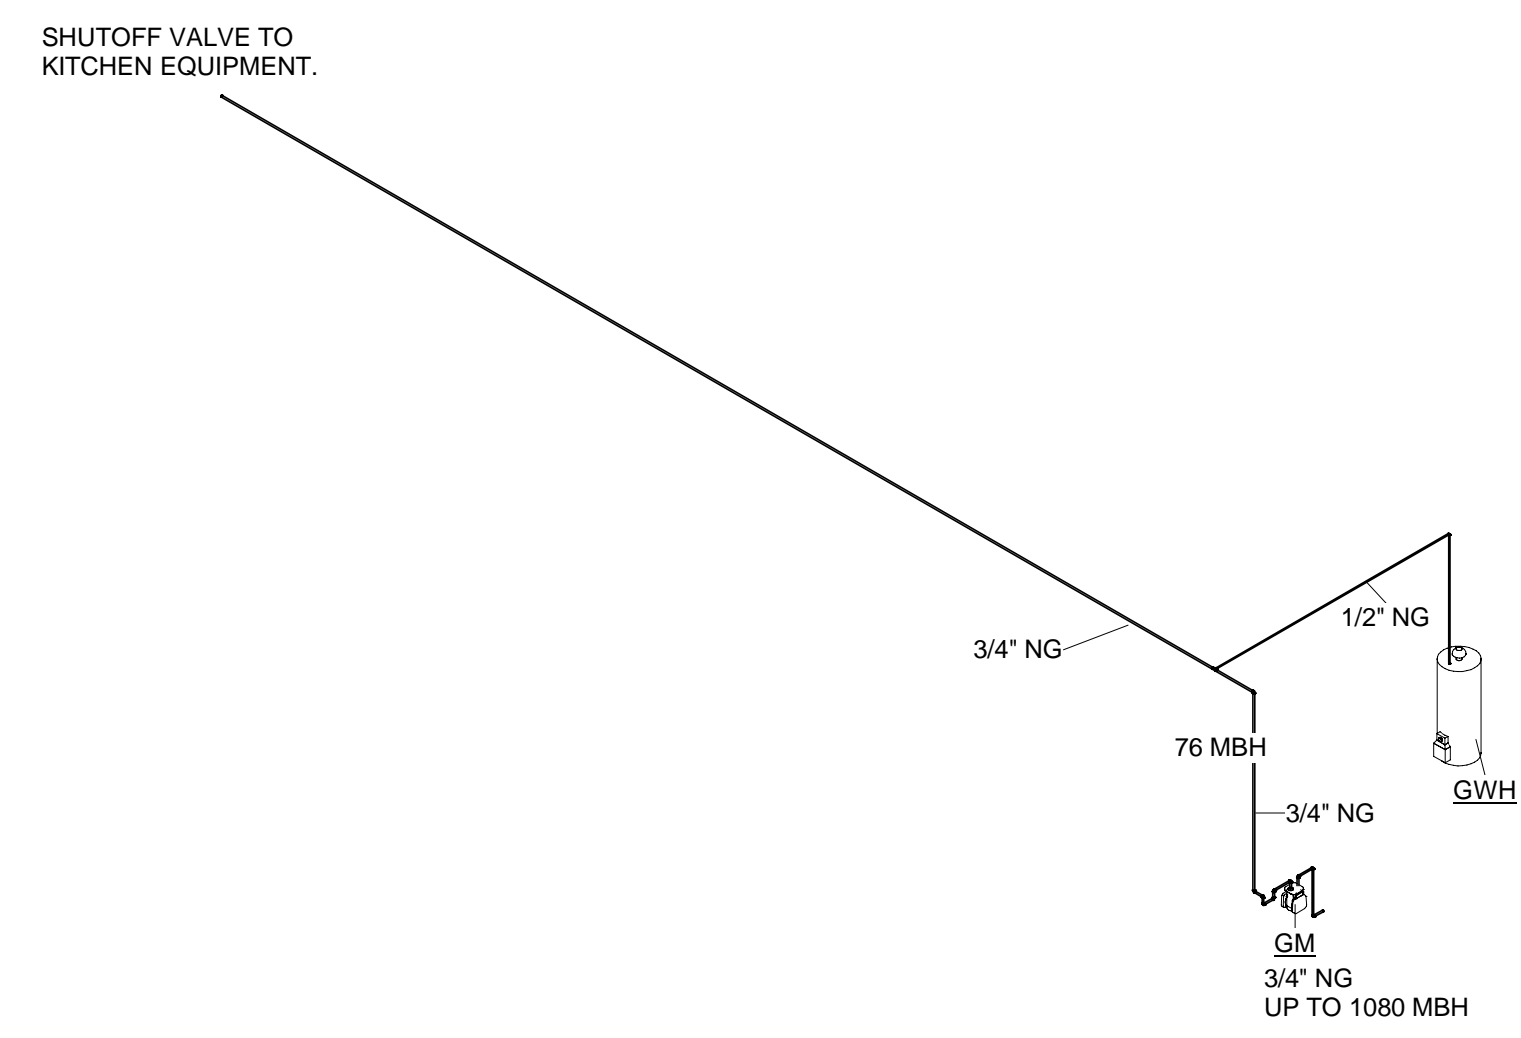 SHUTOFF VALVE TO
KITCHEN EQUIPMENT.
1/2" NG
3/4" NG
76 MBH
GWH
3/4" NG
GM
3/4" NG
UP TO 1080 MBH